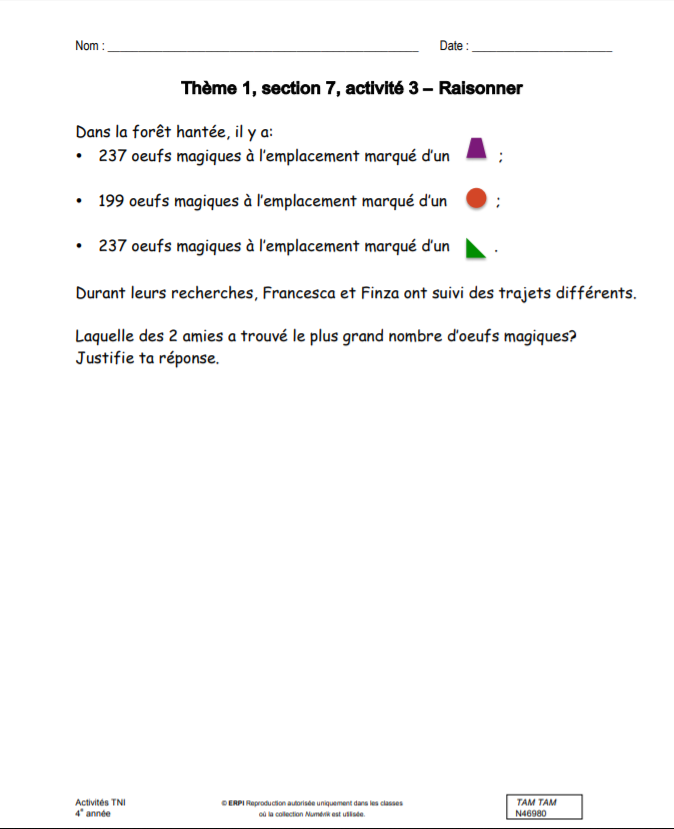 Nom : Date :
Thème 1, section 7, activité 3 – Raisonner
Dans la forêt hantée, il y a:
• 237 oeufs magiques à l'emplacement marqué d'un ;
• 199 oeufs magiques à l'emplacement marqué d'un ;
• 237 oeufs magiques à l'emplacement marqué d'un .
Durant leurs recherches, Francesca et Finza ont suivi des trajets différents.
Laquelle des 2 amies a trouvé le plus grand nombre d'oeufs magiques?
Justifie ta réponse.
Activités TNI
4e année
© ERPI Reproduction autorisée uniquement dans les classes
où la collection Numérik est utilisée.
TAM TAM
N46980